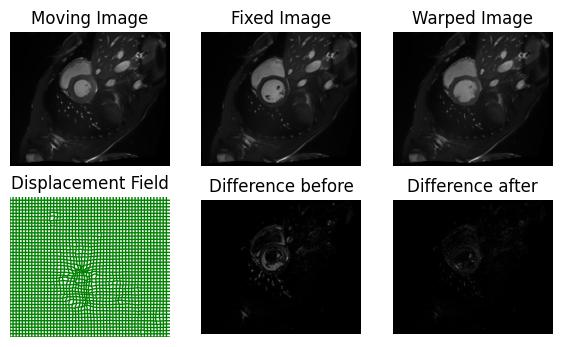 Moving Image
Fixed Image
Warped Image
Displacement Field
Difference before
Difference after